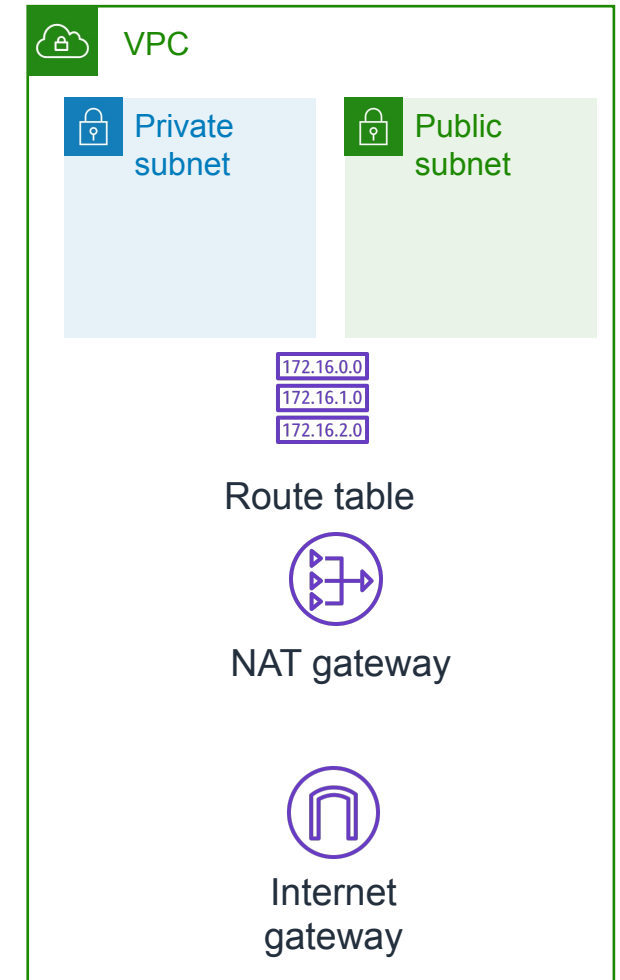 VPC
Private
subnet
Public
subnet
172.16.0.0
172.16.1.0
172.16.2.0
Route table
NAT gateway
Internet
gateway